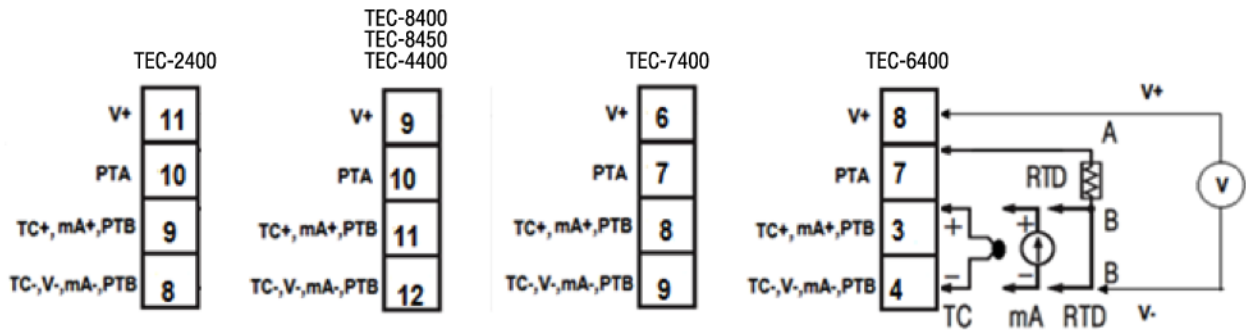 TEC-2400
V+ 11
PTA 10
TC+, mA+,PTB 9
TC-,V-,mA-,PTB 8
TEC-8400
TEC-8450
TEC-4400
V+ 9
PTA 10
TC+, mA+,PTB 11
TC-,V-,mA-,PTB 12
TEC-7400
V+ 6
PTA 7
TC+, mA+,PTB 8
TC-,V-,mA-,PTB 9
TEC-6400
V+ 8 V+
A
PTA 7 RTD V
TC+, mA+,PTB 3 + + B
TC-,V-,mA-,PTB 4 – – B
TC mA RTD V-